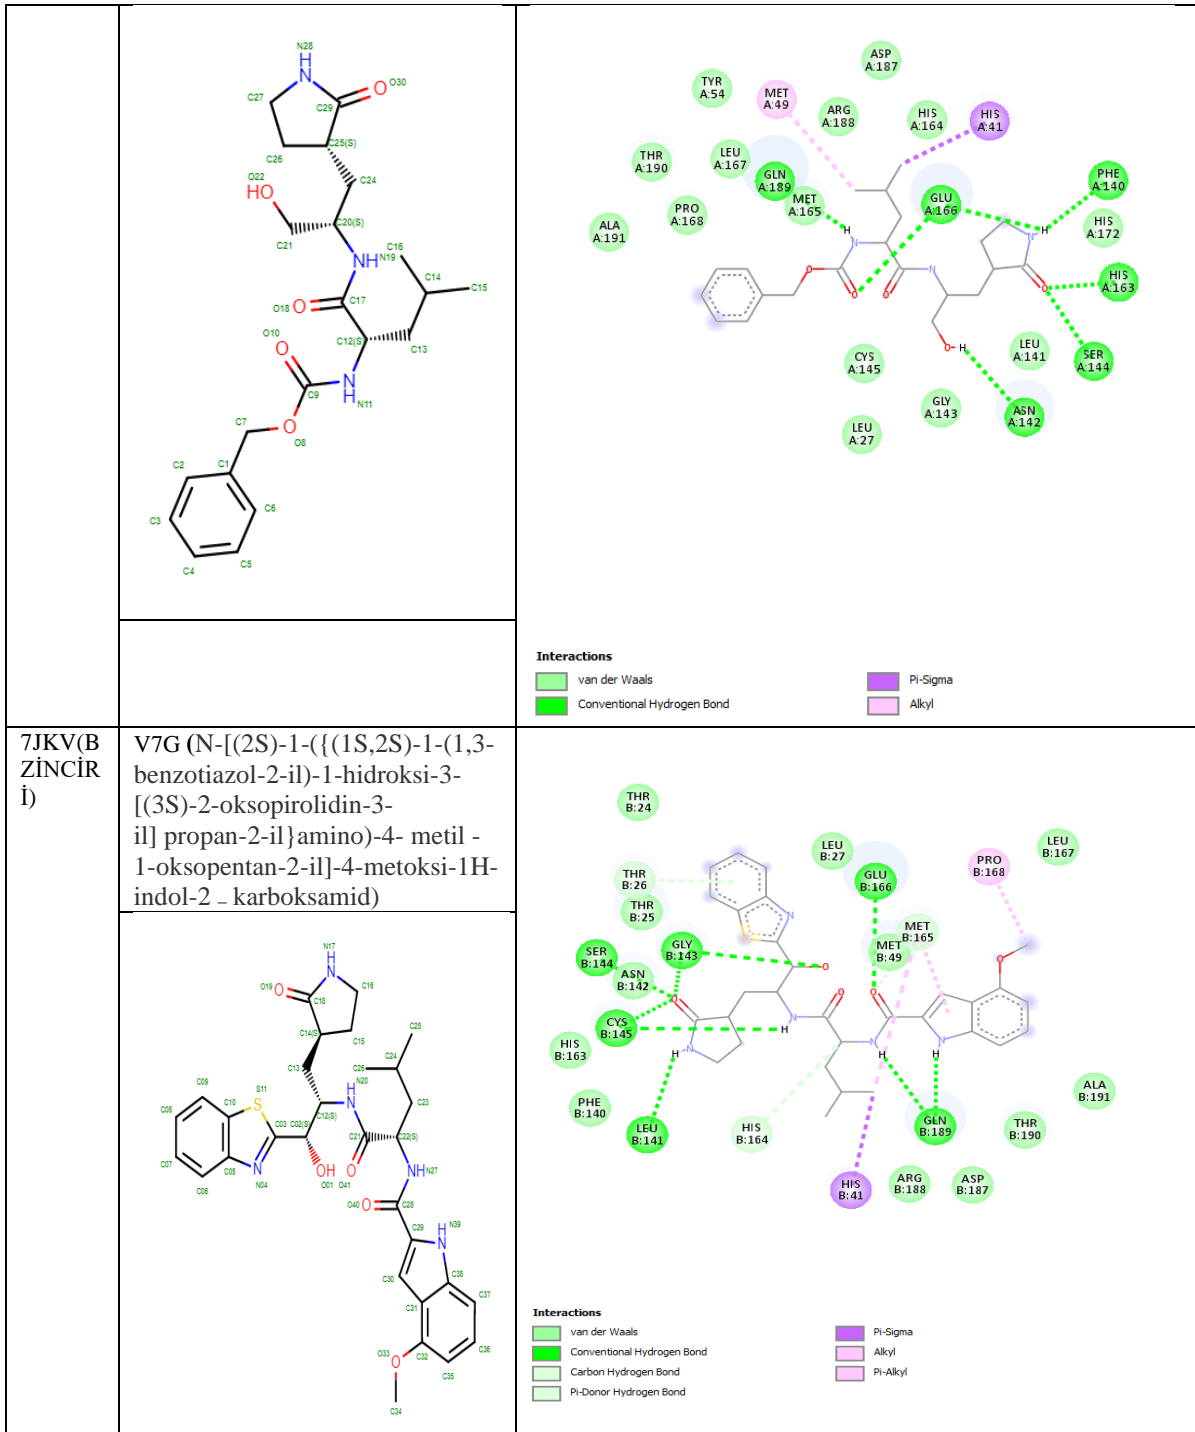 N28
H
N
O
O30
C27
C29
C26
C25(S)
O22
HO
C24
C20(S)
C21
C16
NH
N19
C14
C15
O
O18
C17
O10
O
C12(S)
C13
C9
N
H
N11
C7
O
O8
C2
C1
C6
C3
C5
C4
ASP
A:187
TYR
A:54
MET
A:49
ARG
A:188
HIS
A:164
HIS
A:41
THR
A:190
LEU
A:167
GLN
A:189
MET
A:165
GLU
A:166
PHE
A:140
ALA
A:191
PRO
A:168
HIS
A:172
HIS
A:163
CYS
A:145
LEU
A:141
SER
A:144
GLY
A:143
ASN
A:142
LEU
A:27
Interactions
van der Waals
Pi-Sigma
Conventional Hydrogen Bond
Alkyl
7JKV(B
ZİNCİR
İ)
V7G (N-[(2S)-1-({(1S,2S)-1-(1,3-
benzotiazol-2-il)-1-hidroksi-3-
[(3S)-2-oksopirolidin-3-
il] propan-2-il}amino)-4- metil -
1-oksopentan-2-il]-4-metoksi-1H-
indol-2 – karboksamid)
N17
H
N
O19
O
C18
C16
C14(S)
C15
C25
C24
C26
C13
C09
S11
S
N20
H
N
C23
C10
C08
C12(S)
C03
C02(S)
C21
C22(S)
C07
C05
N
N04
OH
O01
O
O41
NH
N27
C06
O40
O
C28
C29
N39
H
N
C30
C38
C31
C37
C36
C32
C35
O33
O
C34
THR
B:24
LEU
B:27
LEU
B:167
PRO
B:168
THR
B:26
GLU
B:166
THR
B:25
MET
B:165
MET
B:49
GLY
B:143
SER
B:144
ASN
B:142
CYS
B:145
HIS
B:163
PHE
B:140
LEU
B:141
HIS
B:164
GLN
B:189
ALA
B:191
THR
B:190
HIS
B:41
ARG
B:188
ASP
B:187
Interactions
van der Waals
Pi-Sigma
Conventional Hydrogen Bond
Alkyl
Carbon Hydrogen Bond
Pi-Alkyl
Pi-Donor Hydrogen Bond